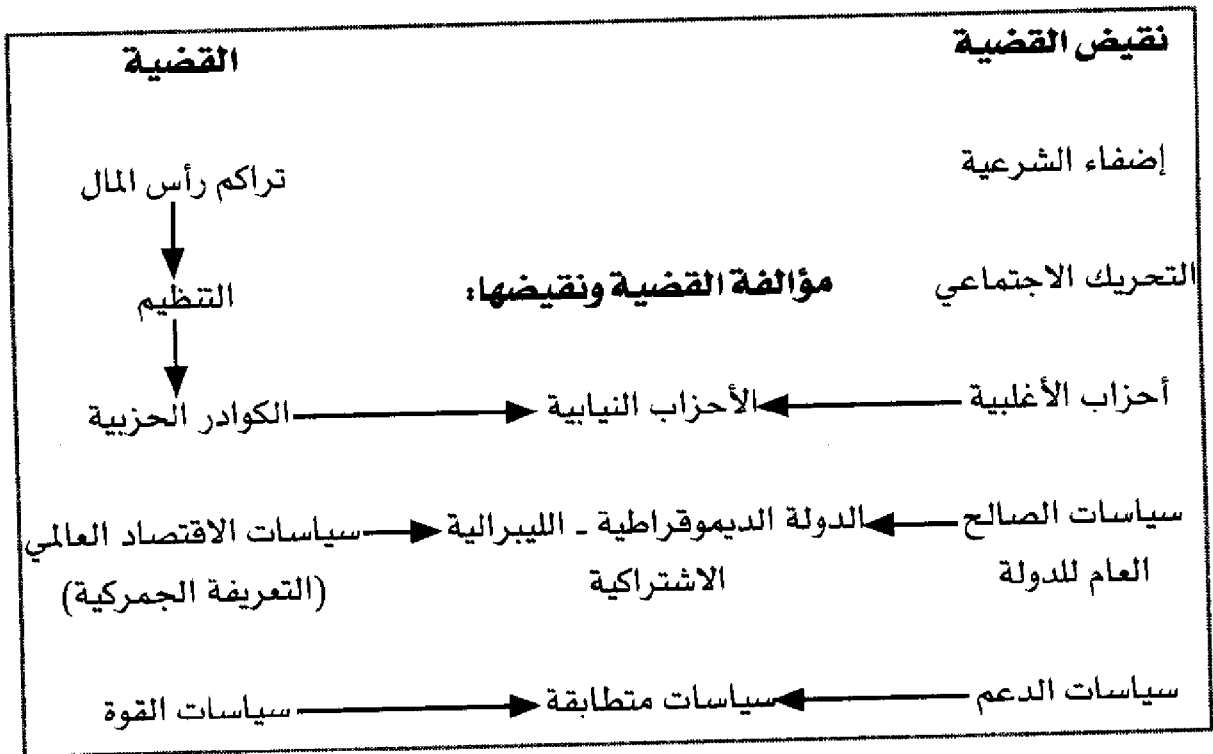 نقيض القضية القضية
إضفاء الشرعية تراكم رأس المال
التحريك الاجتماعي مؤالفة القضية ونقيضها: التنظيم
أحزاب الأغلبية الأحزاب النيابية الكوادر الحزبية
سياسات الصالح الدولة الديموقراطية ـ الليبرالية سياسات الاقتصاد العالمي
العام للدولة الاشتراكية (التعريفة الجمركية)
سياسات الدعم سياسات متطابقة سياسات القوة